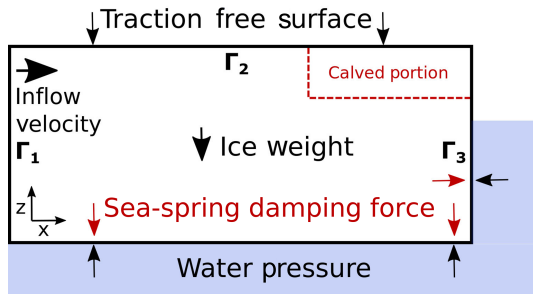 Traction free surface
Γ₂
Calved portion
Inflow
velocity
Γ₁
Ice weight
Γ₃
z
x
Sea-spring damping force
Water pressure